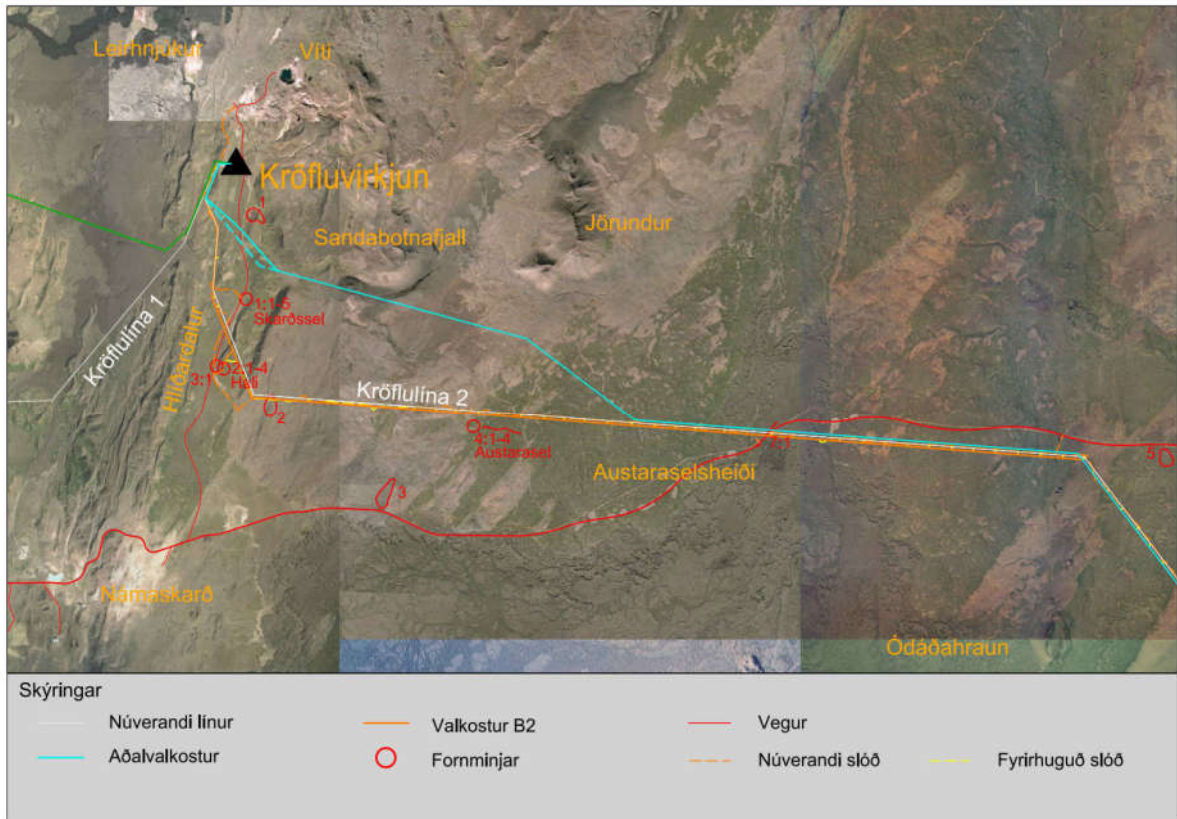 Leirhnjúkur
Víti
Kröfluvirkjun
1
Sandabotnafjall
Jörundur
1:1-5
Skarðssel
Kröflulína 1
Hlíðardalur
3:1
2:1-4
Hali
2
Kröflulína 2
4:1-4
Austarasel
7:1
5
Austaraselsheiði
3
Námaskarð
Ódáðahraun
Skýringar
Núverandi línur
Valkostur B2
Vegur
Aðalvalkostur
Fornminjar
Núverandi slóð
Fyrirhuguð slóð